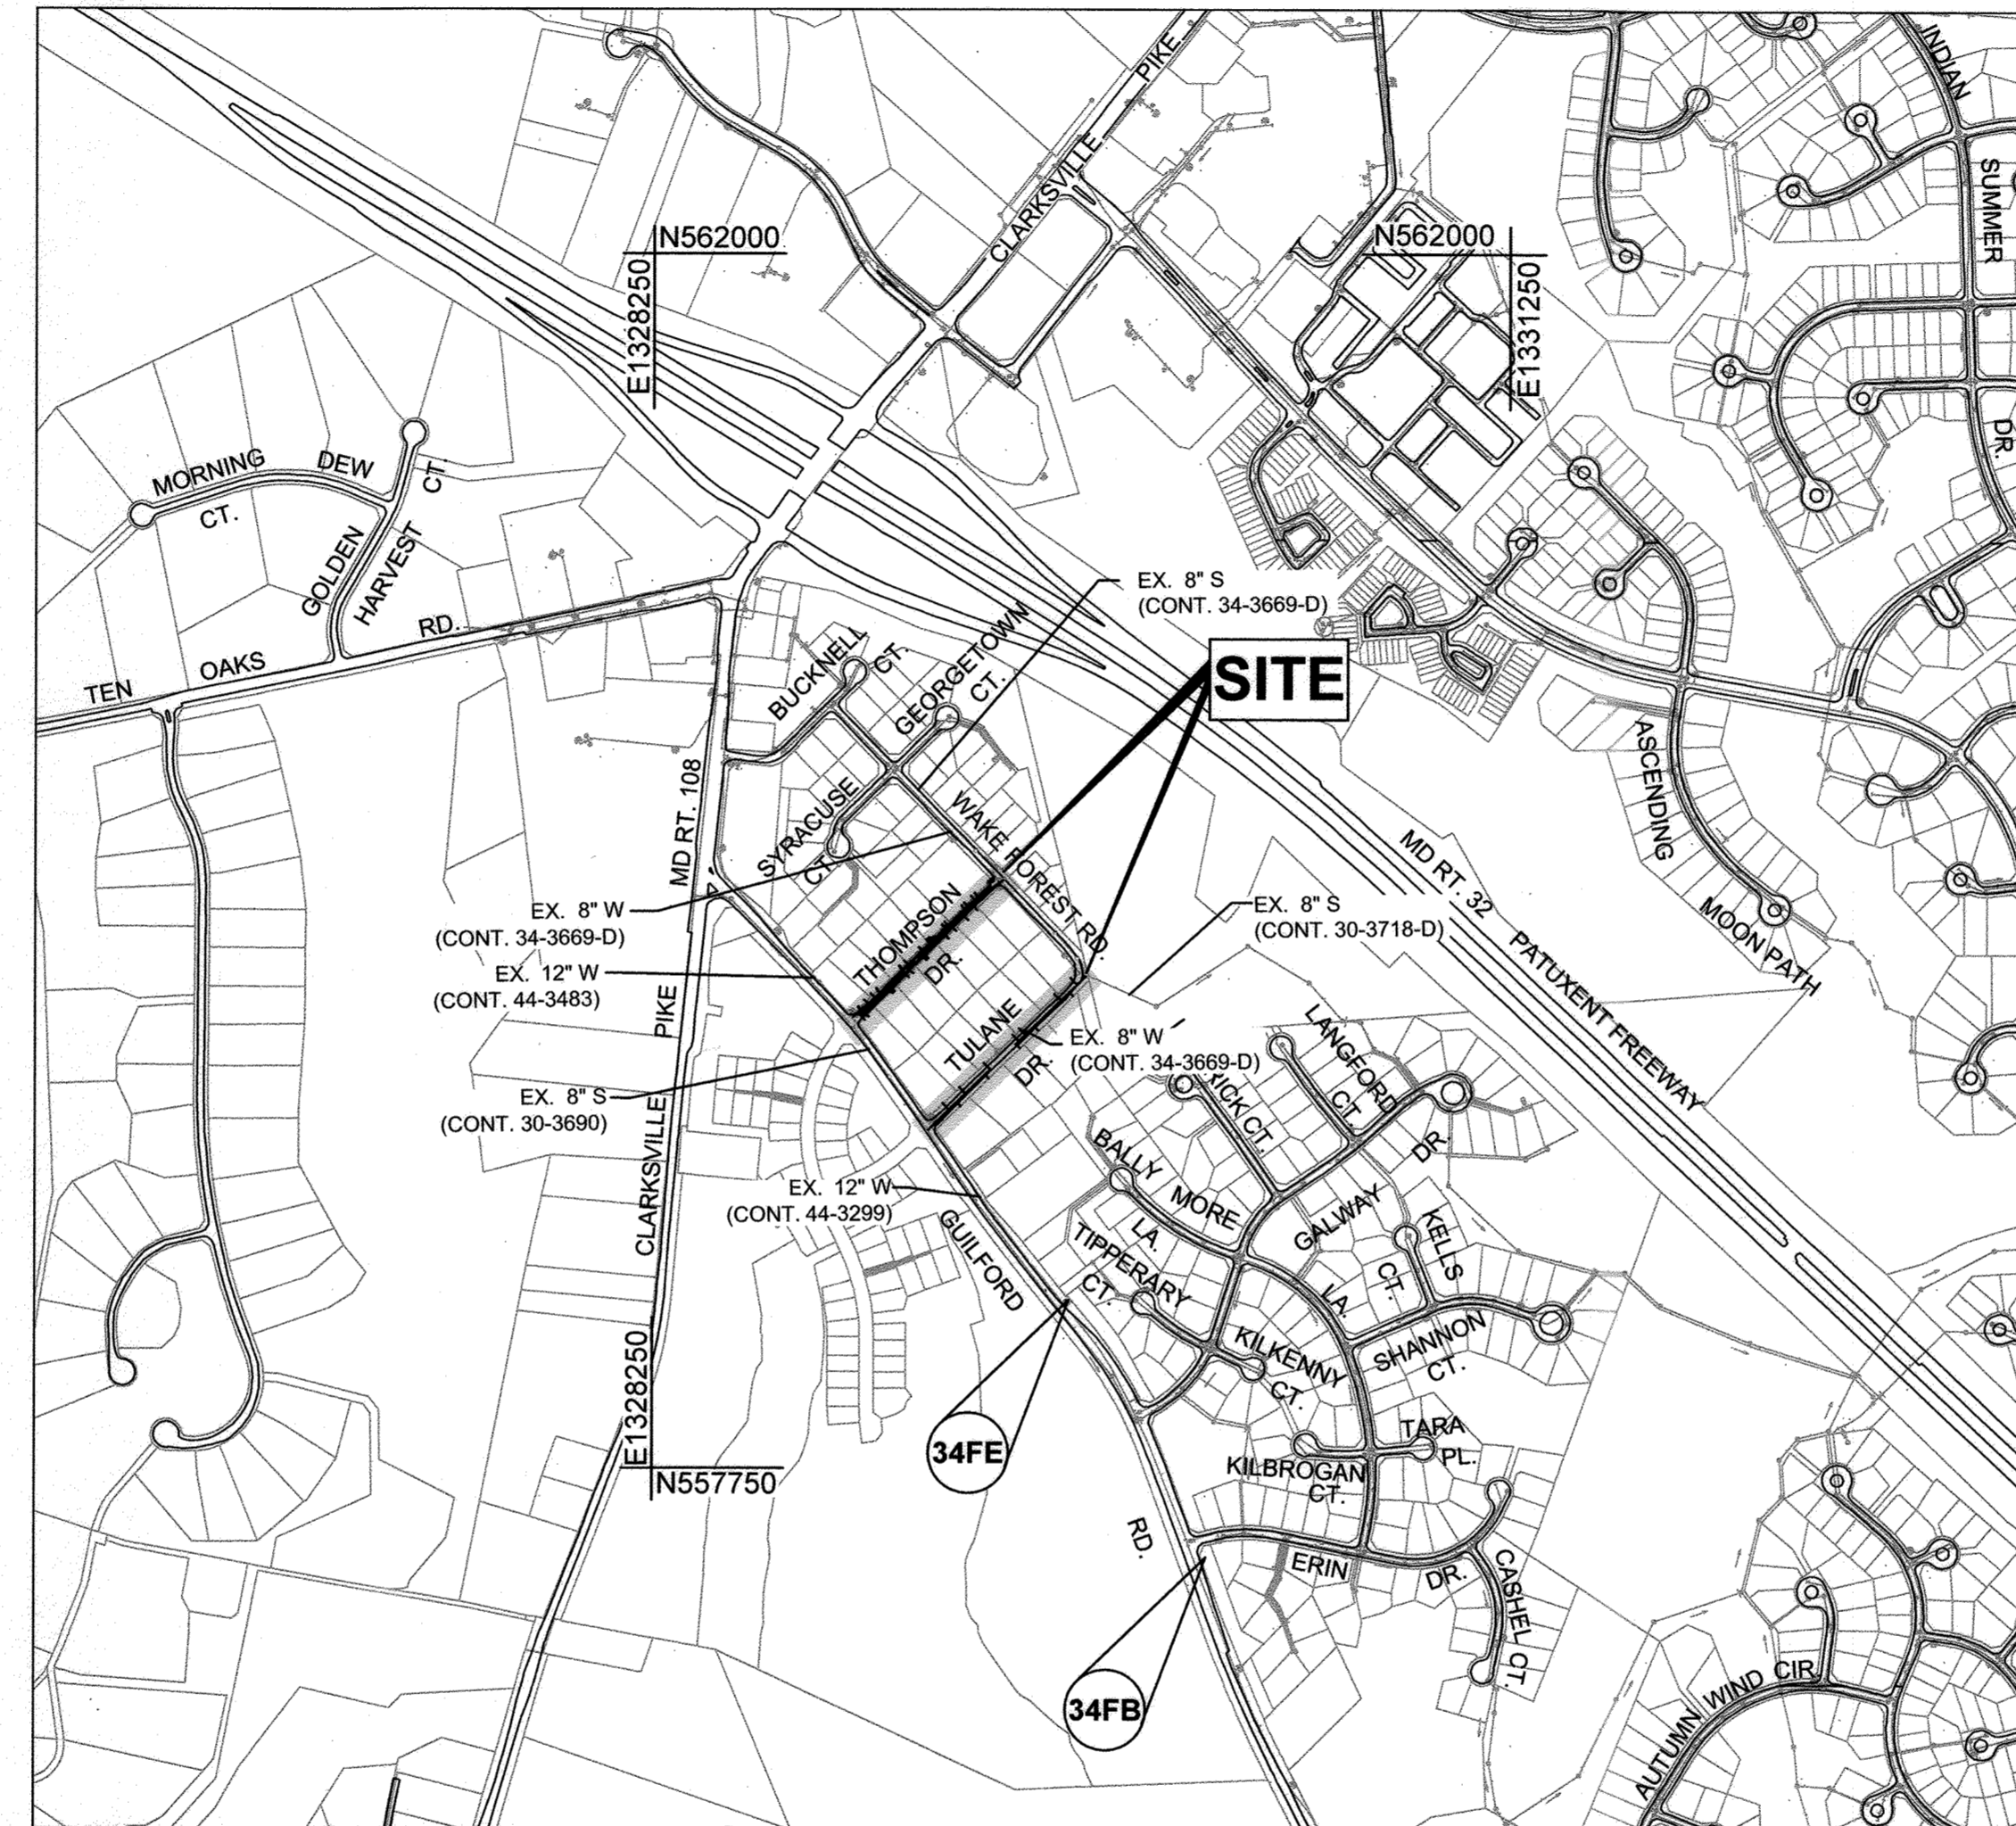 CLARKSVILLE PIKE
INDIAN
SUMMER
DR.
N562000
E1328250
N562000
E1331250
MORNING DEW
CT.
GOLDEN
HARVEST CT.
TEN OAKS RD.
EX. 8" S
(CONT. 34-3669-D)
SITE
BUCKNELL CT.
GEORGETOWN
CT.
SYRACUSE
CT.
WAKE FOREST RD.
MD RT. 108
THOMPSON
DR.
TULANE
DR.
ASCENDING
MOON PATH
MD RT. 32
PATUXENT FREEWAY
EX. 8" W
(CONT. 34-3669-D)
EX. 12" W
(CONT. 44-3483)
EX. 8" S
(CONT. 30-3718-D)
EX. 8" W
(CONT. 34-3669-D)
EX. 8" S
(CONT. 30-3690)
EX. 12" W
(CONT. 44-3299)
CLARKSVILLE PIKE
GUILFORD
RD.
LANGFORD
CT.
CT.
BALLY MORE
LA.
GALWAY
DR.
KELLS
CT.
TIPPERARY
CT.
LA.
KILKENNY
CT.
SHANNON
CT.
TARA
PL.
KILBROGAN
CT.
ERIN
DR.
CASHEL CT.
34FE
34FB
E1328250
N557750
AUTUMN WIND CIR.